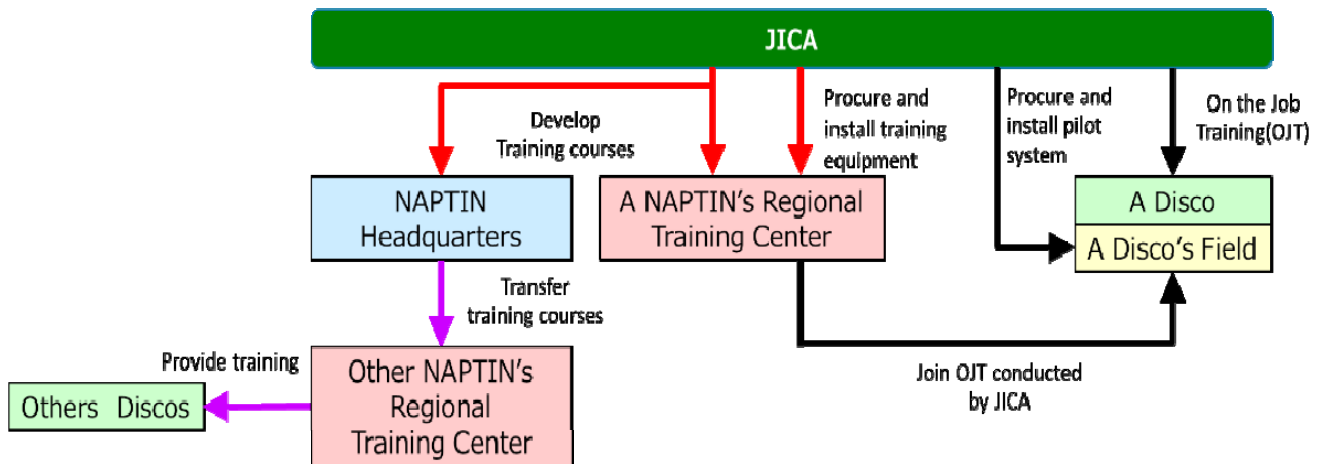 JICA
Develop
Training courses
Procure and
install training
equipment
Procure and
install pilot
system
On the Job
Training(OJT)
NAPTIN
Headquarters
A NAPTIN's Regional
Training Center
A Disco
A Disco's Field
Transfer
training courses
Provide training
Others Discos
Other NAPTIN's
Regional
Training Center
Join OJT conducted
by JICA